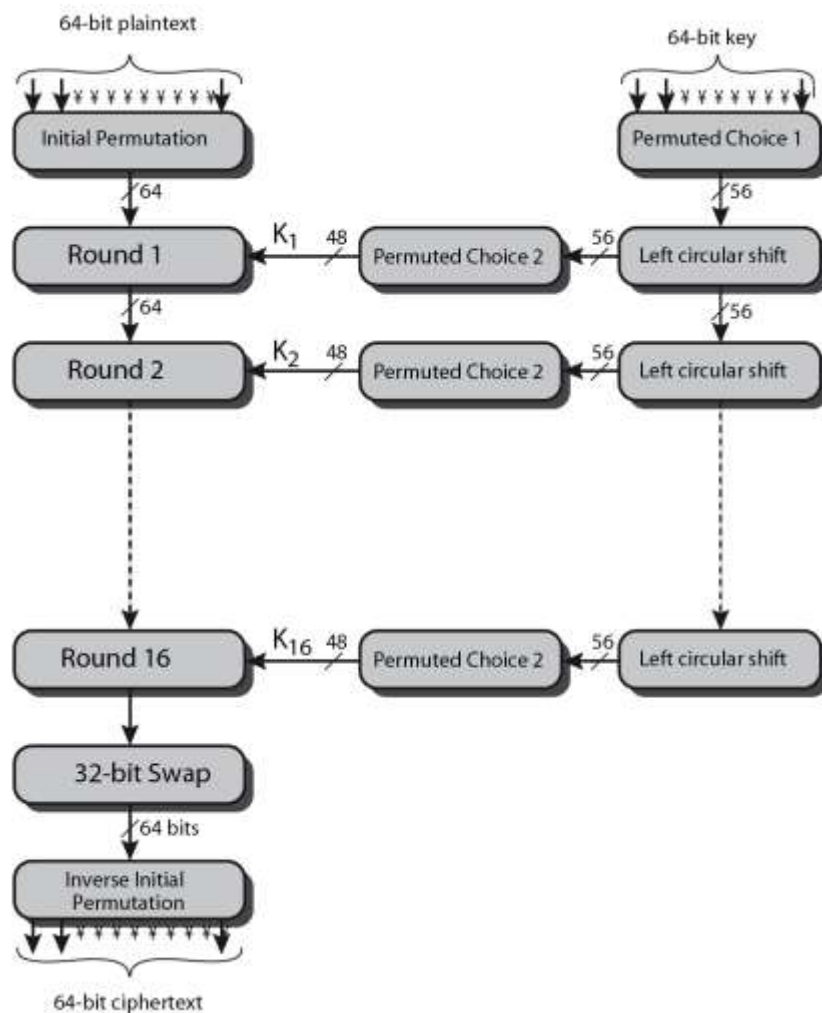 64-bit plaintext
64-bit key
¥ ¥ ¥ ¥ ¥ ¥ ¥ ¥ ¥
¥ ¥ ¥ ¥ ¥ ¥ ¥ ¥ ¥
Initial Permutation
Permuted Choice 1
64
56
Round 1
K1
48
Permuted Choice 2
56
Left circular shift
64
56
Round 2
K2
48
Permuted Choice 2
56
Left circular shift
Round 16
K16
48
Permuted Choice 2
56
Left circular shift
32-bit Swap
64 bits
Inverse Initial
Permutation
¥ ¥ ¥ ¥ ¥ ¥ ¥ ¥ ¥
64-bit ciphertext